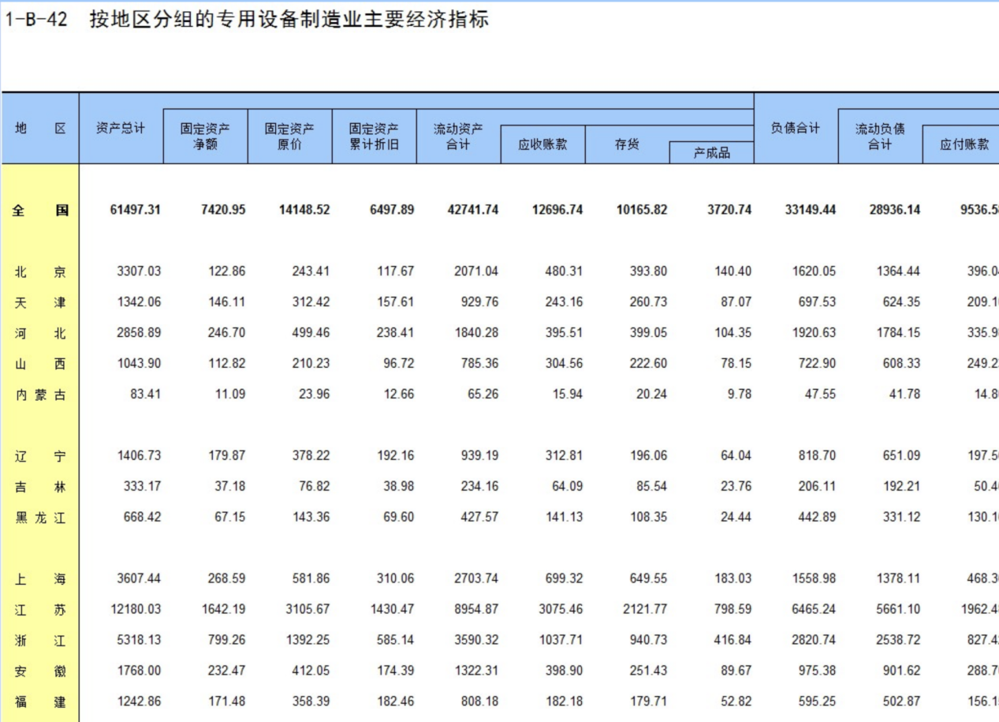 1-B-42 按地区分组的专用设备制造业主要经济指标
地 区 资产总计 固定资产净额 固定资产原价 固定资产累计折旧 流动资产合计 应收账款 存货 产成品 负债合计 流动负债合计 应付账款
全 国 61497.31 7420.95 14148.52 6497.89 42741.74 12696.74 10165.82 3720.74 33149.44 28936.14 9536.5
北 京 3307.03 122.86 243.41 117.67 2071.04 480.31 393.80 140.40 1620.05 1364.44 396.0
天 津 1342.06 146.11 312.42 157.61 929.76 243.16 260.73 87.07 697.53 624.35 209.1
河 北 2858.89 246.70 499.46 238.41 1840.28 395.51 399.05 104.35 1920.63 1784.15 335.9
山 西 1043.90 112.82 210.23 96.72 785.36 304.56 222.60 78.15 722.90 608.33 249.2
内 蒙 古 83.41 11.09 23.96 12.66 65.26 15.94 20.24 9.78 47.55 41.78 14.8
辽 宁 1406.73 179.87 378.22 192.16 939.19 312.81 196.06 64.04 818.70 651.09 197.5
吉 林 333.17 37.18 76.82 38.98 234.16 64.09 85.54 23.76 206.11 192.21 50.4
黑 龙 江 668.42 67.15 143.36 69.60 427.57 141.13 108.35 24.44 442.89 331.12 130.1
上 海 3607.44 268.59 581.86 310.06 2703.74 699.32 649.55 183.03 1558.98 1378.11 468.3
江 苏 12180.03 1642.19 3105.67 1430.47 8954.87 3075.46 2121.77 798.59 6465.24 5661.10 1962.4
浙 江 5318.13 799.26 1392.25 585.14 3590.32 1037.71 940.73 416.84 2820.74 2538.72 827.4
安 徽 1768.00 232.47 412.05 174.39 1322.31 398.90 251.43 89.67 975.38 901.62 288.7
福 建 1242.86 171.48 358.39 182.46 808.18 182.18 179.71 52.82 595.25 502.87 156.1